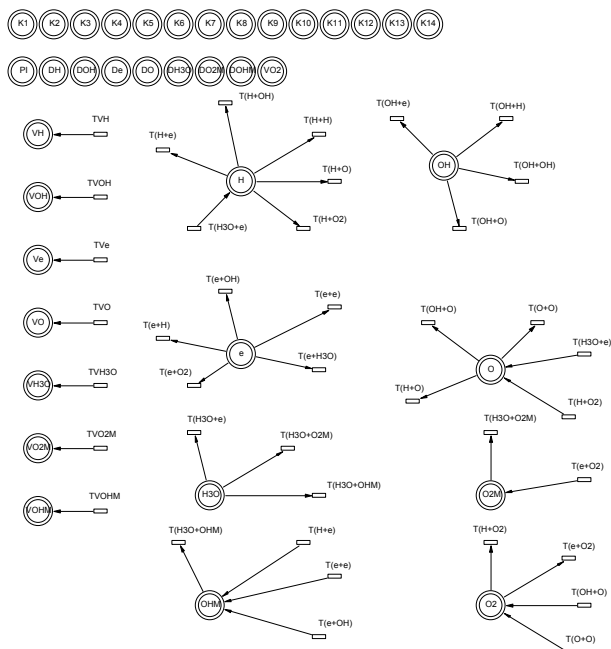 K1 K2 K3 K4 K5 K6 K7 K8 K9 K10 K11 K12 K13 K14
PI DH DOH De DO DH3O DO2M DOHM VO2
TVH
VH
TVOH
VOH
TVe
Ve
TVO
VO
TVH3O
VH3O
TVO2M
VO2M
TVOHM
VOHM
T(H+OH)
T(H+e)
T(H+H)
T(H+O)
H
T(H3O+e)
T(H+O2)
T(OH+e)
T(OH+H)
OH
T(OH+OH)
T(OH+O)
T(e+OH)
T(e+e)
T(e+H)
e
T(e+O2)
T(e+H3O)
T(OH+O)
T(O+O)
T(H3O+e)
O
T(H+O)
T(H+O2)
T(H3O+e)
T(H3O+O2M)
H3O
T(H3O+OHM)
T(H3O+O2M)
T(e+O2)
O2M
T(H3O+OHM)
T(H+e)
T(e+e)
OHM
T(e+OH)
T(H+O2)
T(e+O2)
T(OH+O)
O2
T(O+O)